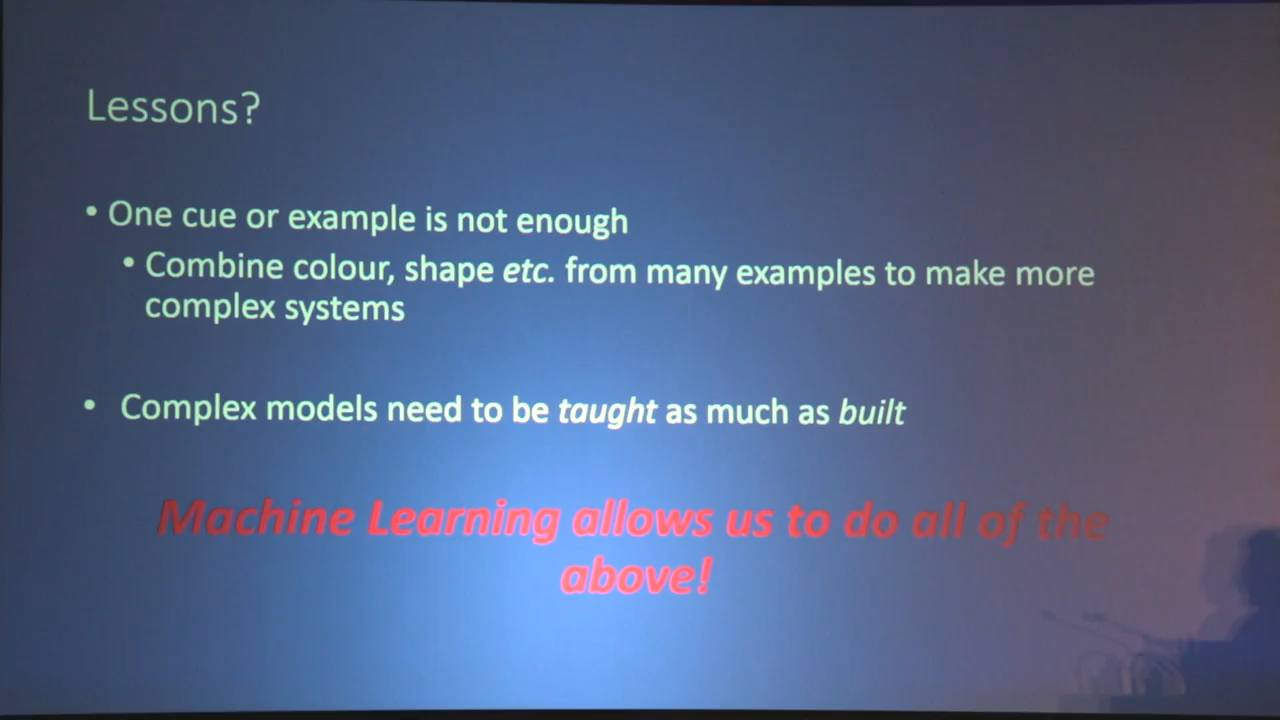 Lessons?
• One cue or example is not enough
• Combine colour, shape etc. from many examples to make more
complex systems
• Complex models need to be taught as much as built
Machine Learning allows us to do all of the
above!